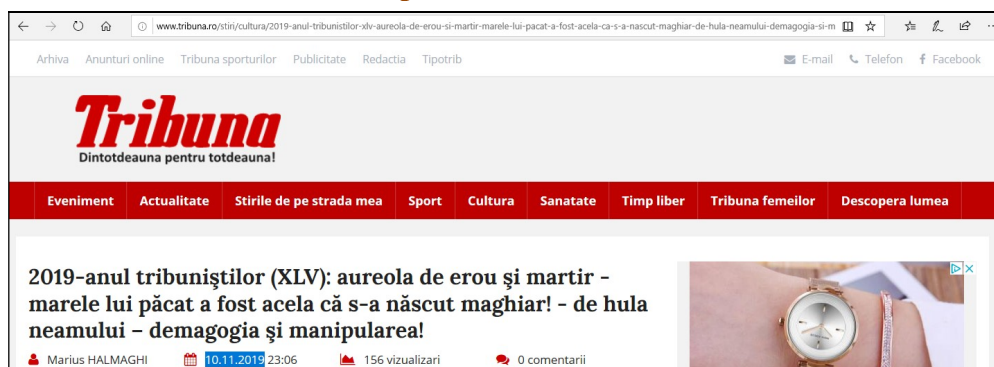 www.tribuna.ro/stiri/cultura/2019-anul-tribunistilor-xlv-aureola-de-erou-si-martir-marele-lui-pacat-a-fost-acela-ca-s-a-nascut-maghiar-de-hula-neamului-demagogia-si-m
Arhiva Anunturi online Tribuna sporturilor Publicitate Redactia Tipotrib E-mail Telefon Facebook
Tribuna
Dintotdeauna pentru totdeauna!
Eveniment Actualitate Stirile de pe strada mea Sport Cultura Sanatate Timp liber Tribuna femeilor Descopera lumea
2019-anul tribuniştilor (XLV): aureola de erou şi martir -
marele lui păcat a fost acela că s-a născut maghiar! - de hula
neamului – demagogia şi manipularea!
Marius HALMAGHI 10.11.2019 23:06 156 vizualizari 0 comentarii